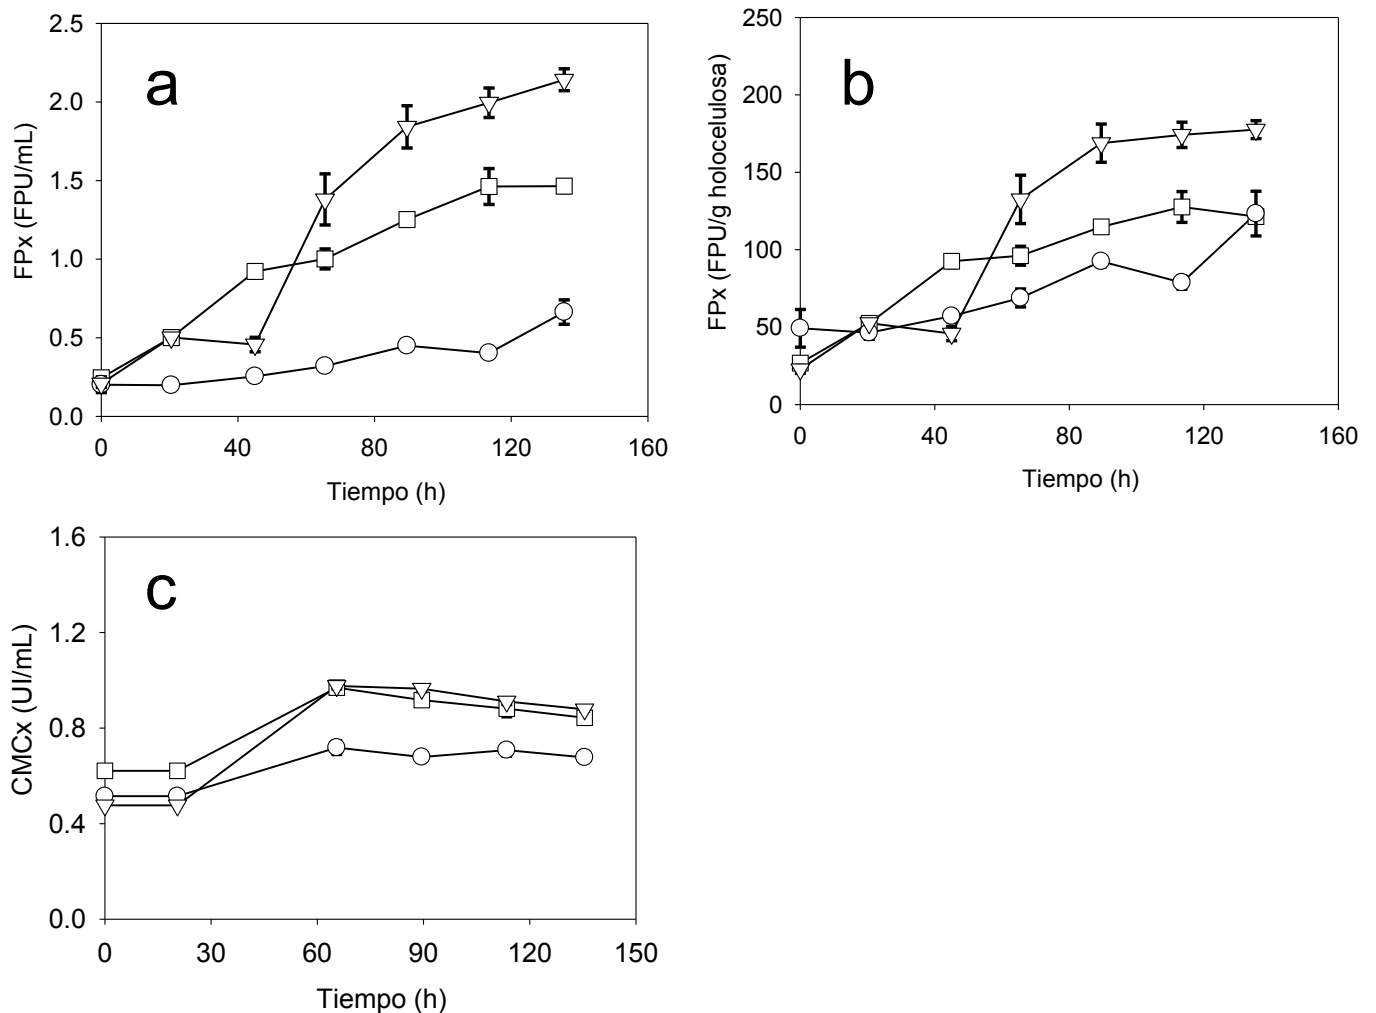 a
FPx (FPU/mL)
2.5
2.0
1.5
1.0
0.5
0.0
0 40 80 120 160
Tiempo (h)
b
FPx (FPU/g holocelulosa)
250
200
150
100
50
0
0 40 80 120 160
Tiempo (h)
c
CMCx (UI/mL)
1.6
1.2
0.8
0.4
0.0
0 30 60 90 120 150
Tiempo (h)